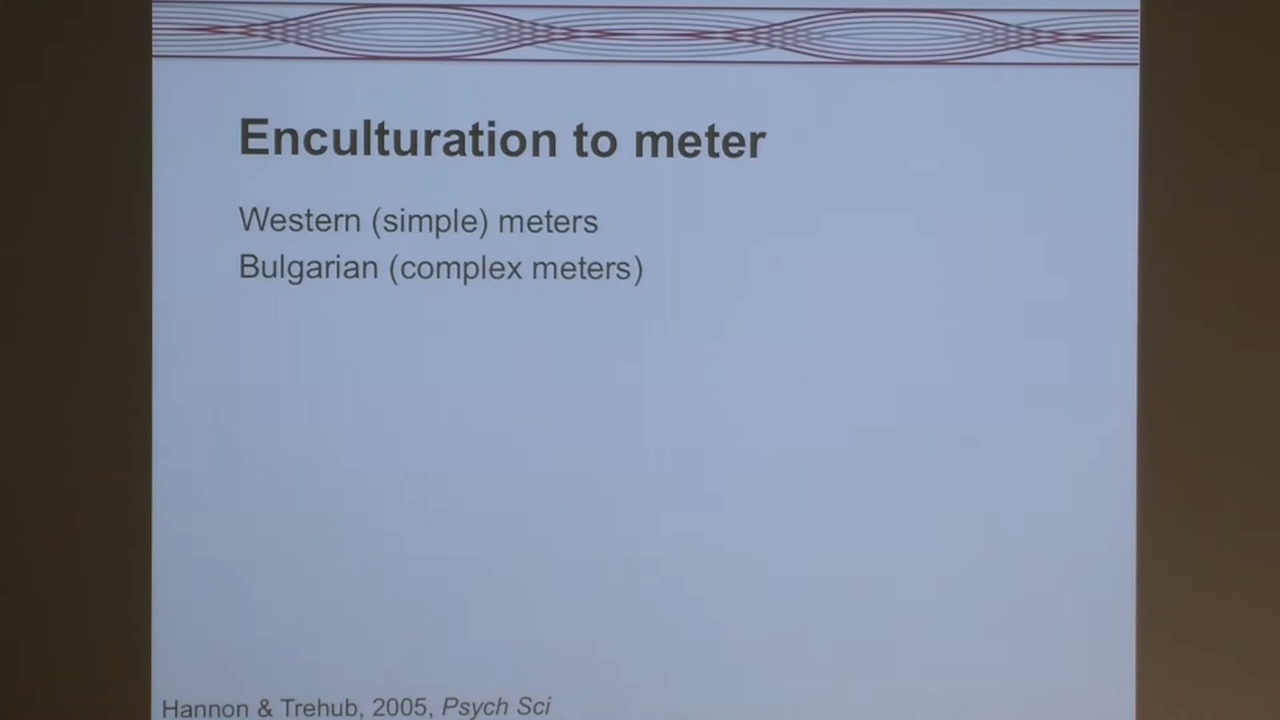 Enculturation to meter
Western (simple) meters
Bulgarian (complex meters)
Hannon & Trehub, 2005, Psych Sci